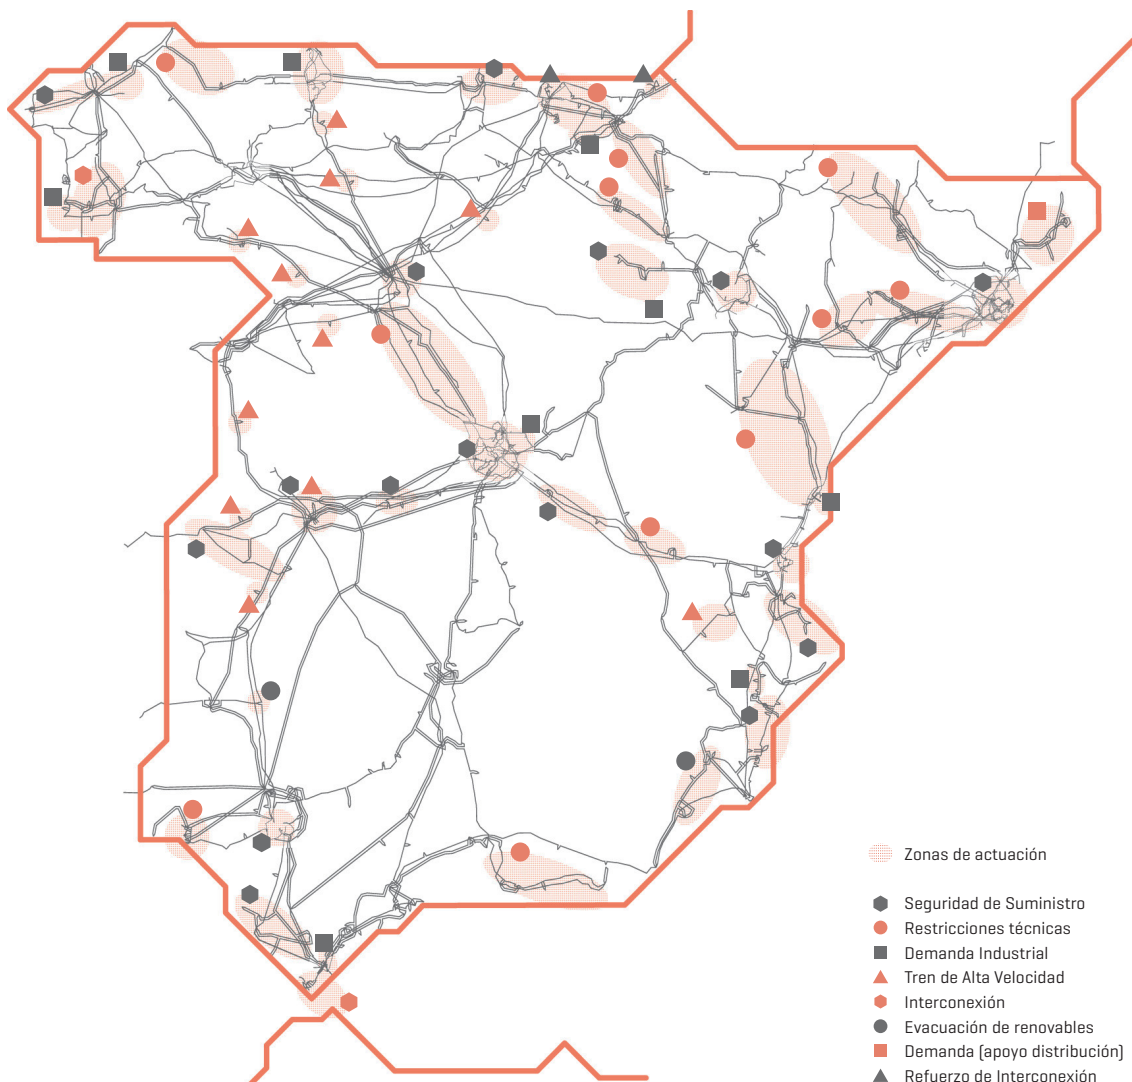 Zonas de actuación
Seguridad de Suministro
Restricciones técnicas
Demanda Industrial
Tren de Alta Velocidad
Interconexión
Evacuación de renovables
Demanda (apoyo distribución)
Refuerzo de Interconexión